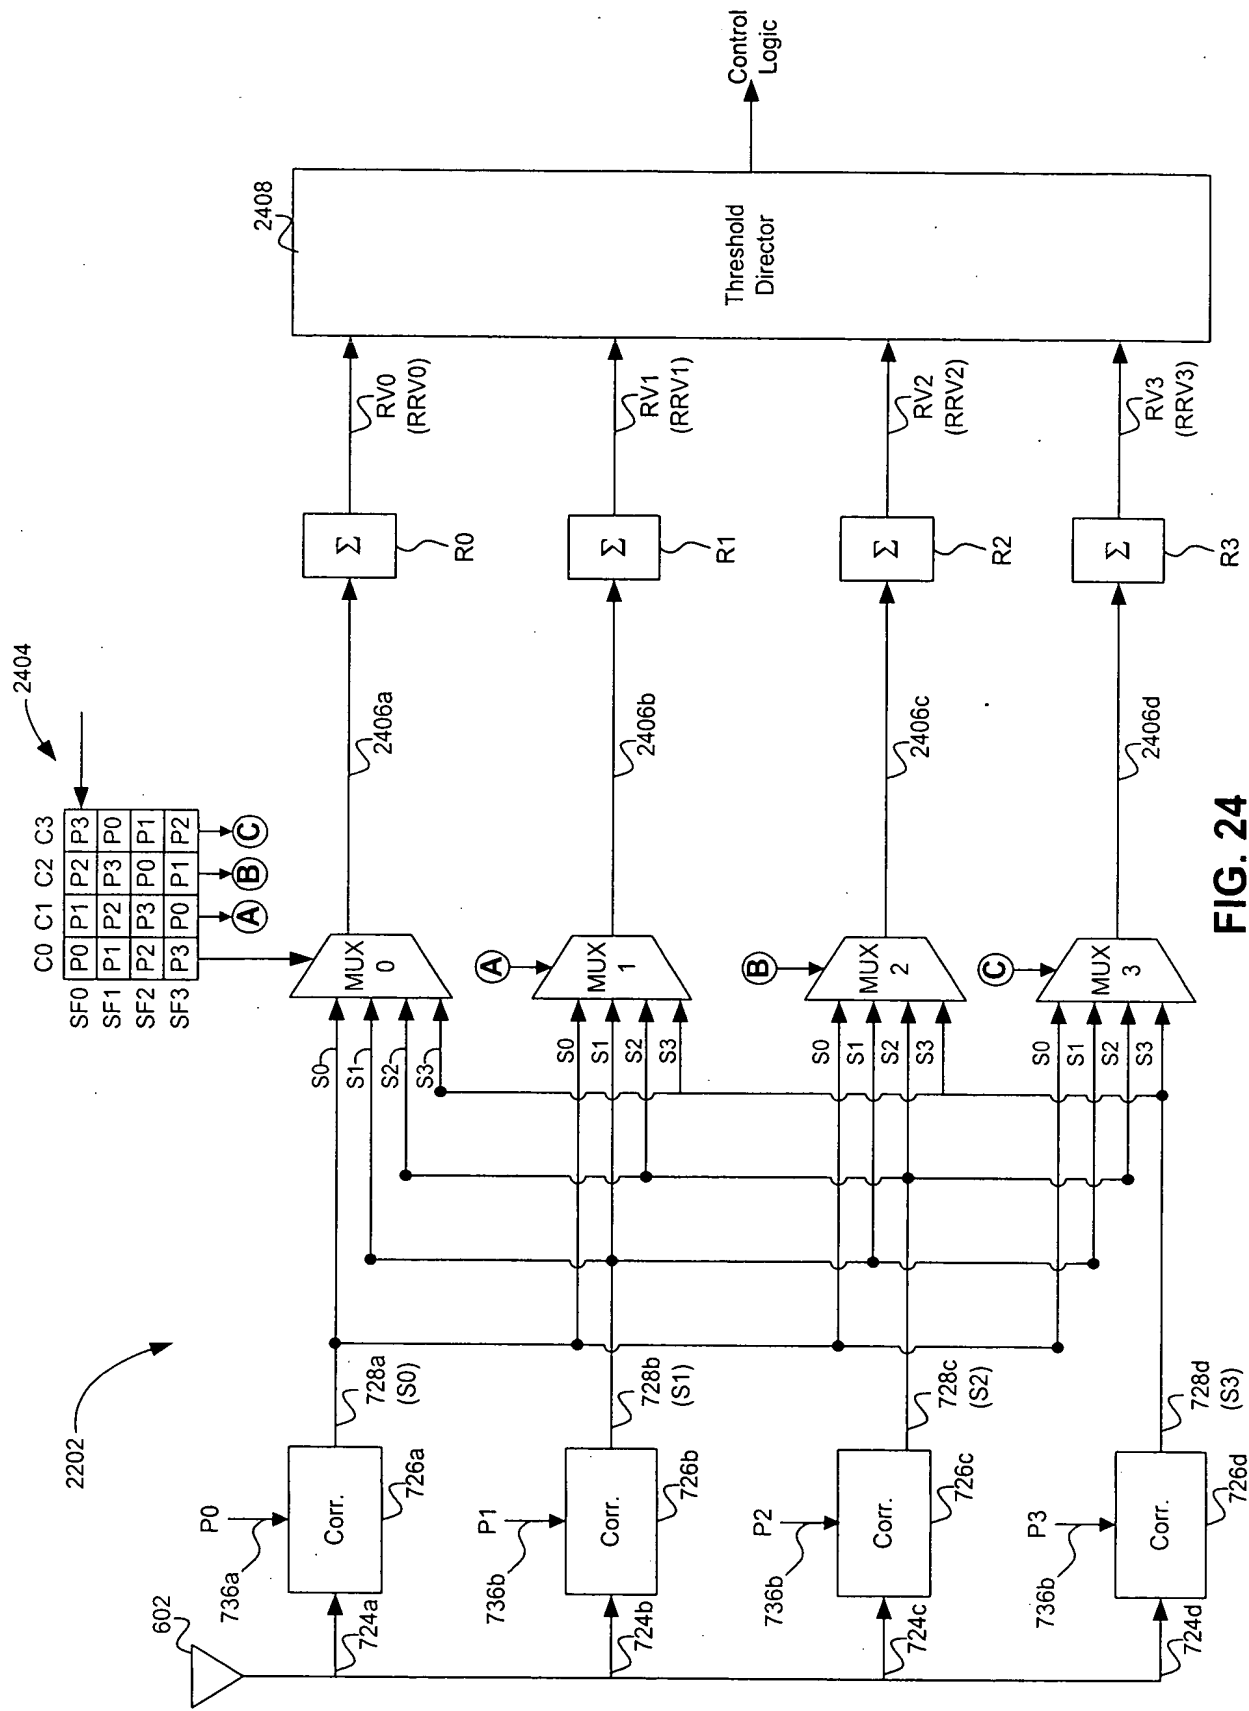 2202
602
2404
C0 C1 C2 C3
SF0 P0 P1 P2 P3
SF1 P1 P2 P3 P0
SF2 P2 P3 P0 P1
SF3 P3 P0 P1 P2
A B C
P0
736a
724a
Corr.
726a
728a
(S0)
S0
S1
S2
S3
MUX
0
2406a
Σ
R0
RV0
(RRV0)
P1
736b
724b
Corr.
726b
728b
(S1)
A
S0
S1
S2
S3
MUX
1
2406b
Σ
R1
RV1
(RRV1)
P2
736b
724c
Corr.
726c
728c
(S2)
B
S0
S1
S2
S3
MUX
2
2406c
Σ
R2
RV2
(RRV2)
P3
736b
724d
Corr.
726d
728d
(S3)
C
S0
S1
S2
S3
MUX
3
2406d
Σ
R3
RV3
(RRV3)
2408
Threshold
Director
Control
Logic
FIG. 24